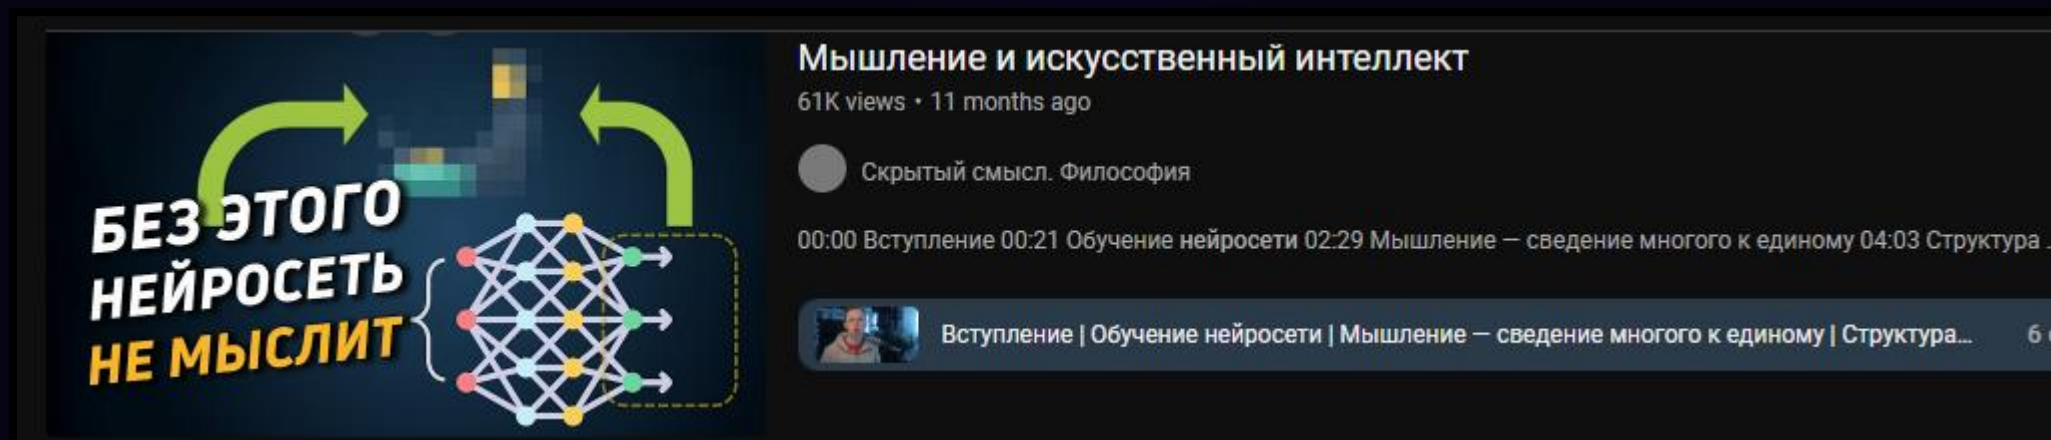 БЕЗ ЭТОГО
НЕЙРОСЕТЬ
НЕ МЫСЛИТ
Мышление и искусственный интеллект
61K views • 11 months ago
Скрытый смысл. Философия
00:00 Вступление 00:21 Обучение нейросети 02:29 Мышление — сведение многого к единому 04:03 Структура ..
Вступление | Обучение нейросети | Мышление — сведение многого к единому | Структура...
6